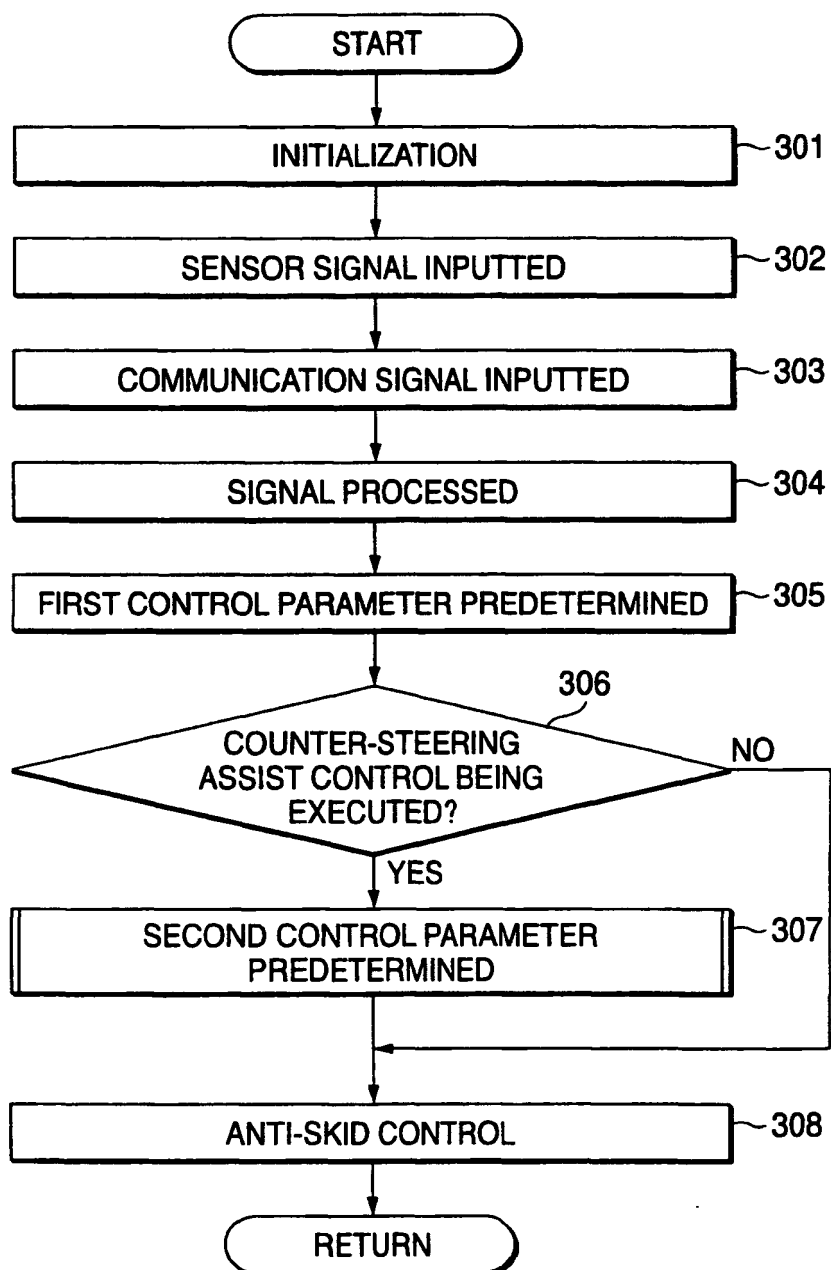 START
INITIALIZATION
301
SENSOR SIGNAL INPUTTED
302
COMMUNICATION SIGNAL INPUTTED
303
SIGNAL PROCESSED
304
FIRST CONTROL PARAMETER PREDETERMINED
305
306
COUNTER-STEERING
ASSIST CONTROL BEING
EXECUTED?
NO
YES
SECOND CONTROL PARAMETER
PREDETERMINED
307
ANTI-SKID CONTROL
308
RETURN